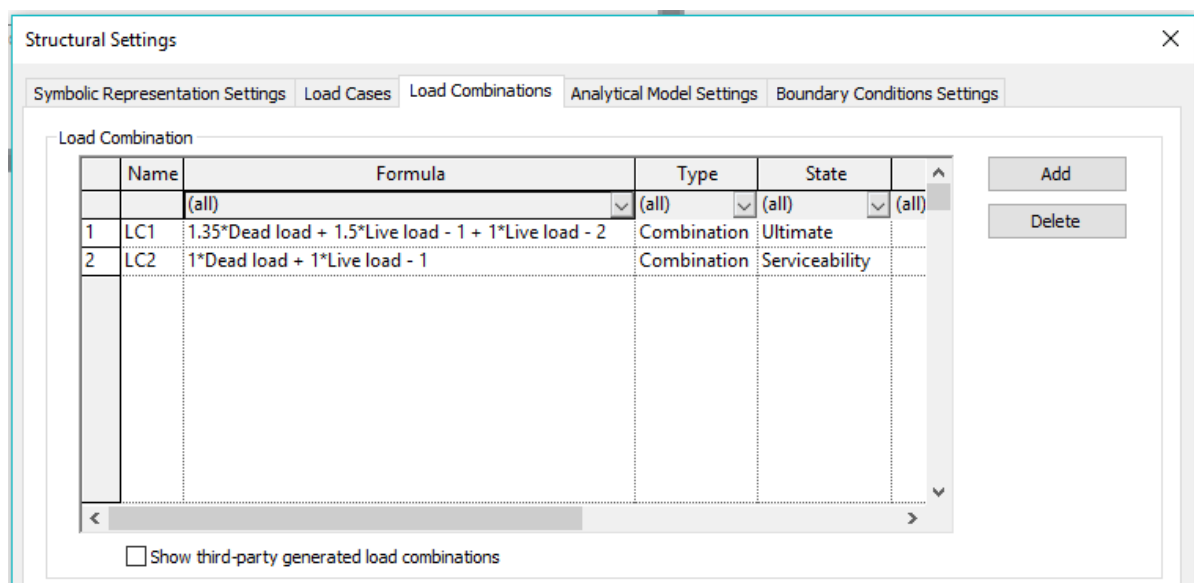 Structural Settings
Symbolic Representation Settings Load Cases Load Combinations Analytical Model Settings Boundary Conditions Settings
Load Combination
Name Formula Type State
(all) (all) (all) (all)
1 LC1 1.35*Dead load + 1.5*Live load - 1 + 1*Live load - 2 Combination Ultimate
2 LC2 1*Dead load + 1*Live load - 1 Combination Serviceability
Add
Delete
Show third-party generated load combinations